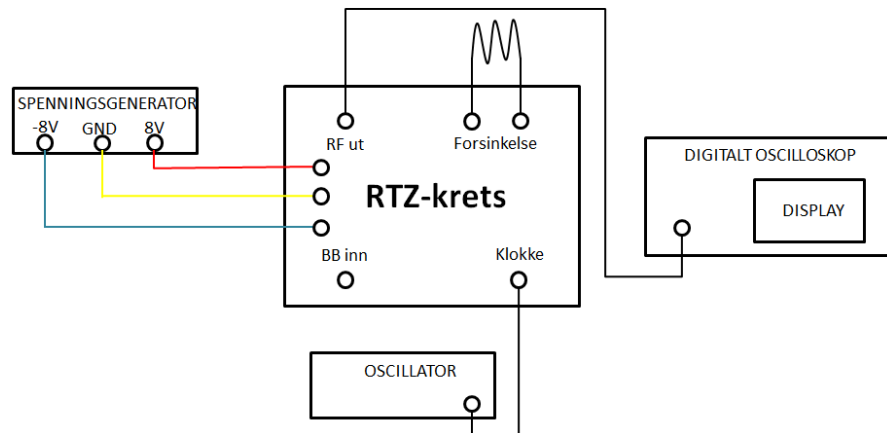 SPENNINGSGENERATOR
-8V GND 8V
RF ut
Forsinkelse
RTZ-krets
BB inn
Klokke
DIGITALT OSCILLOSKOP
DISPLAY
OSCILLATOR